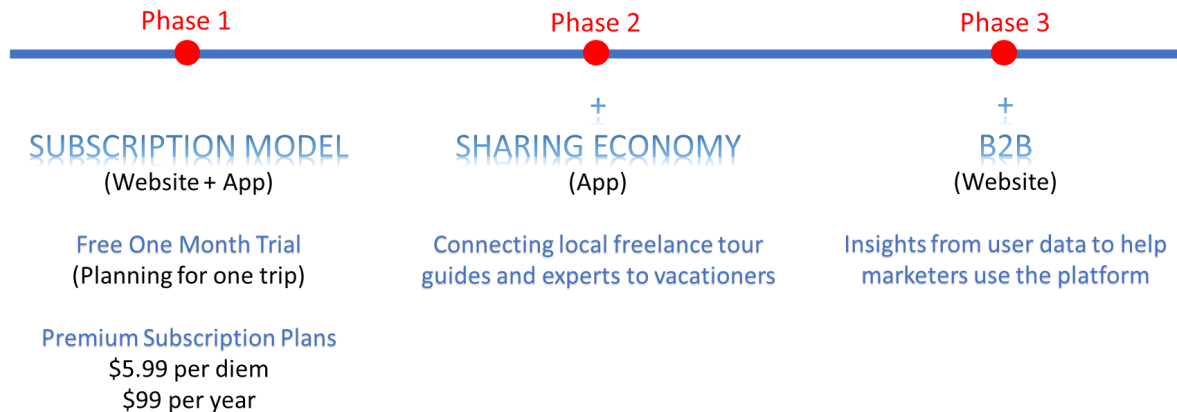 Phase 1
Phase 2
Phase 3
SUBSCRIPTION MODEL
(Website + App)
Free One Month Trial
(Planning for one trip)
Premium Subscription Plans
$5.99 per diem
$99 per year
+
SHARING ECONOMY
(App)
Connecting local freelance tour
guides and experts to vacationers
+
B2B
(Website)
Insights from user data to help
marketers use the platform